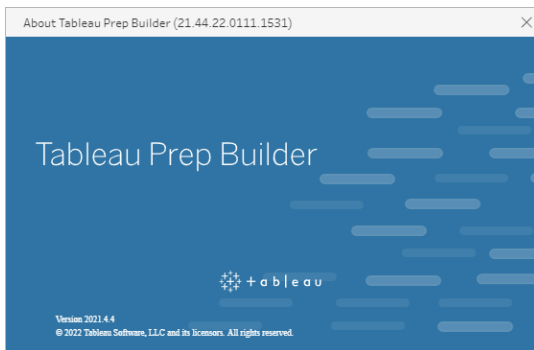 About Tableau Prep Builder (21.44.22.0111.1531)
Tableau Prep Builder
+ a b l e a u
Version 2021.4.4
© 2022 Tableau Software, LLC and its licensors. All rights reserved.